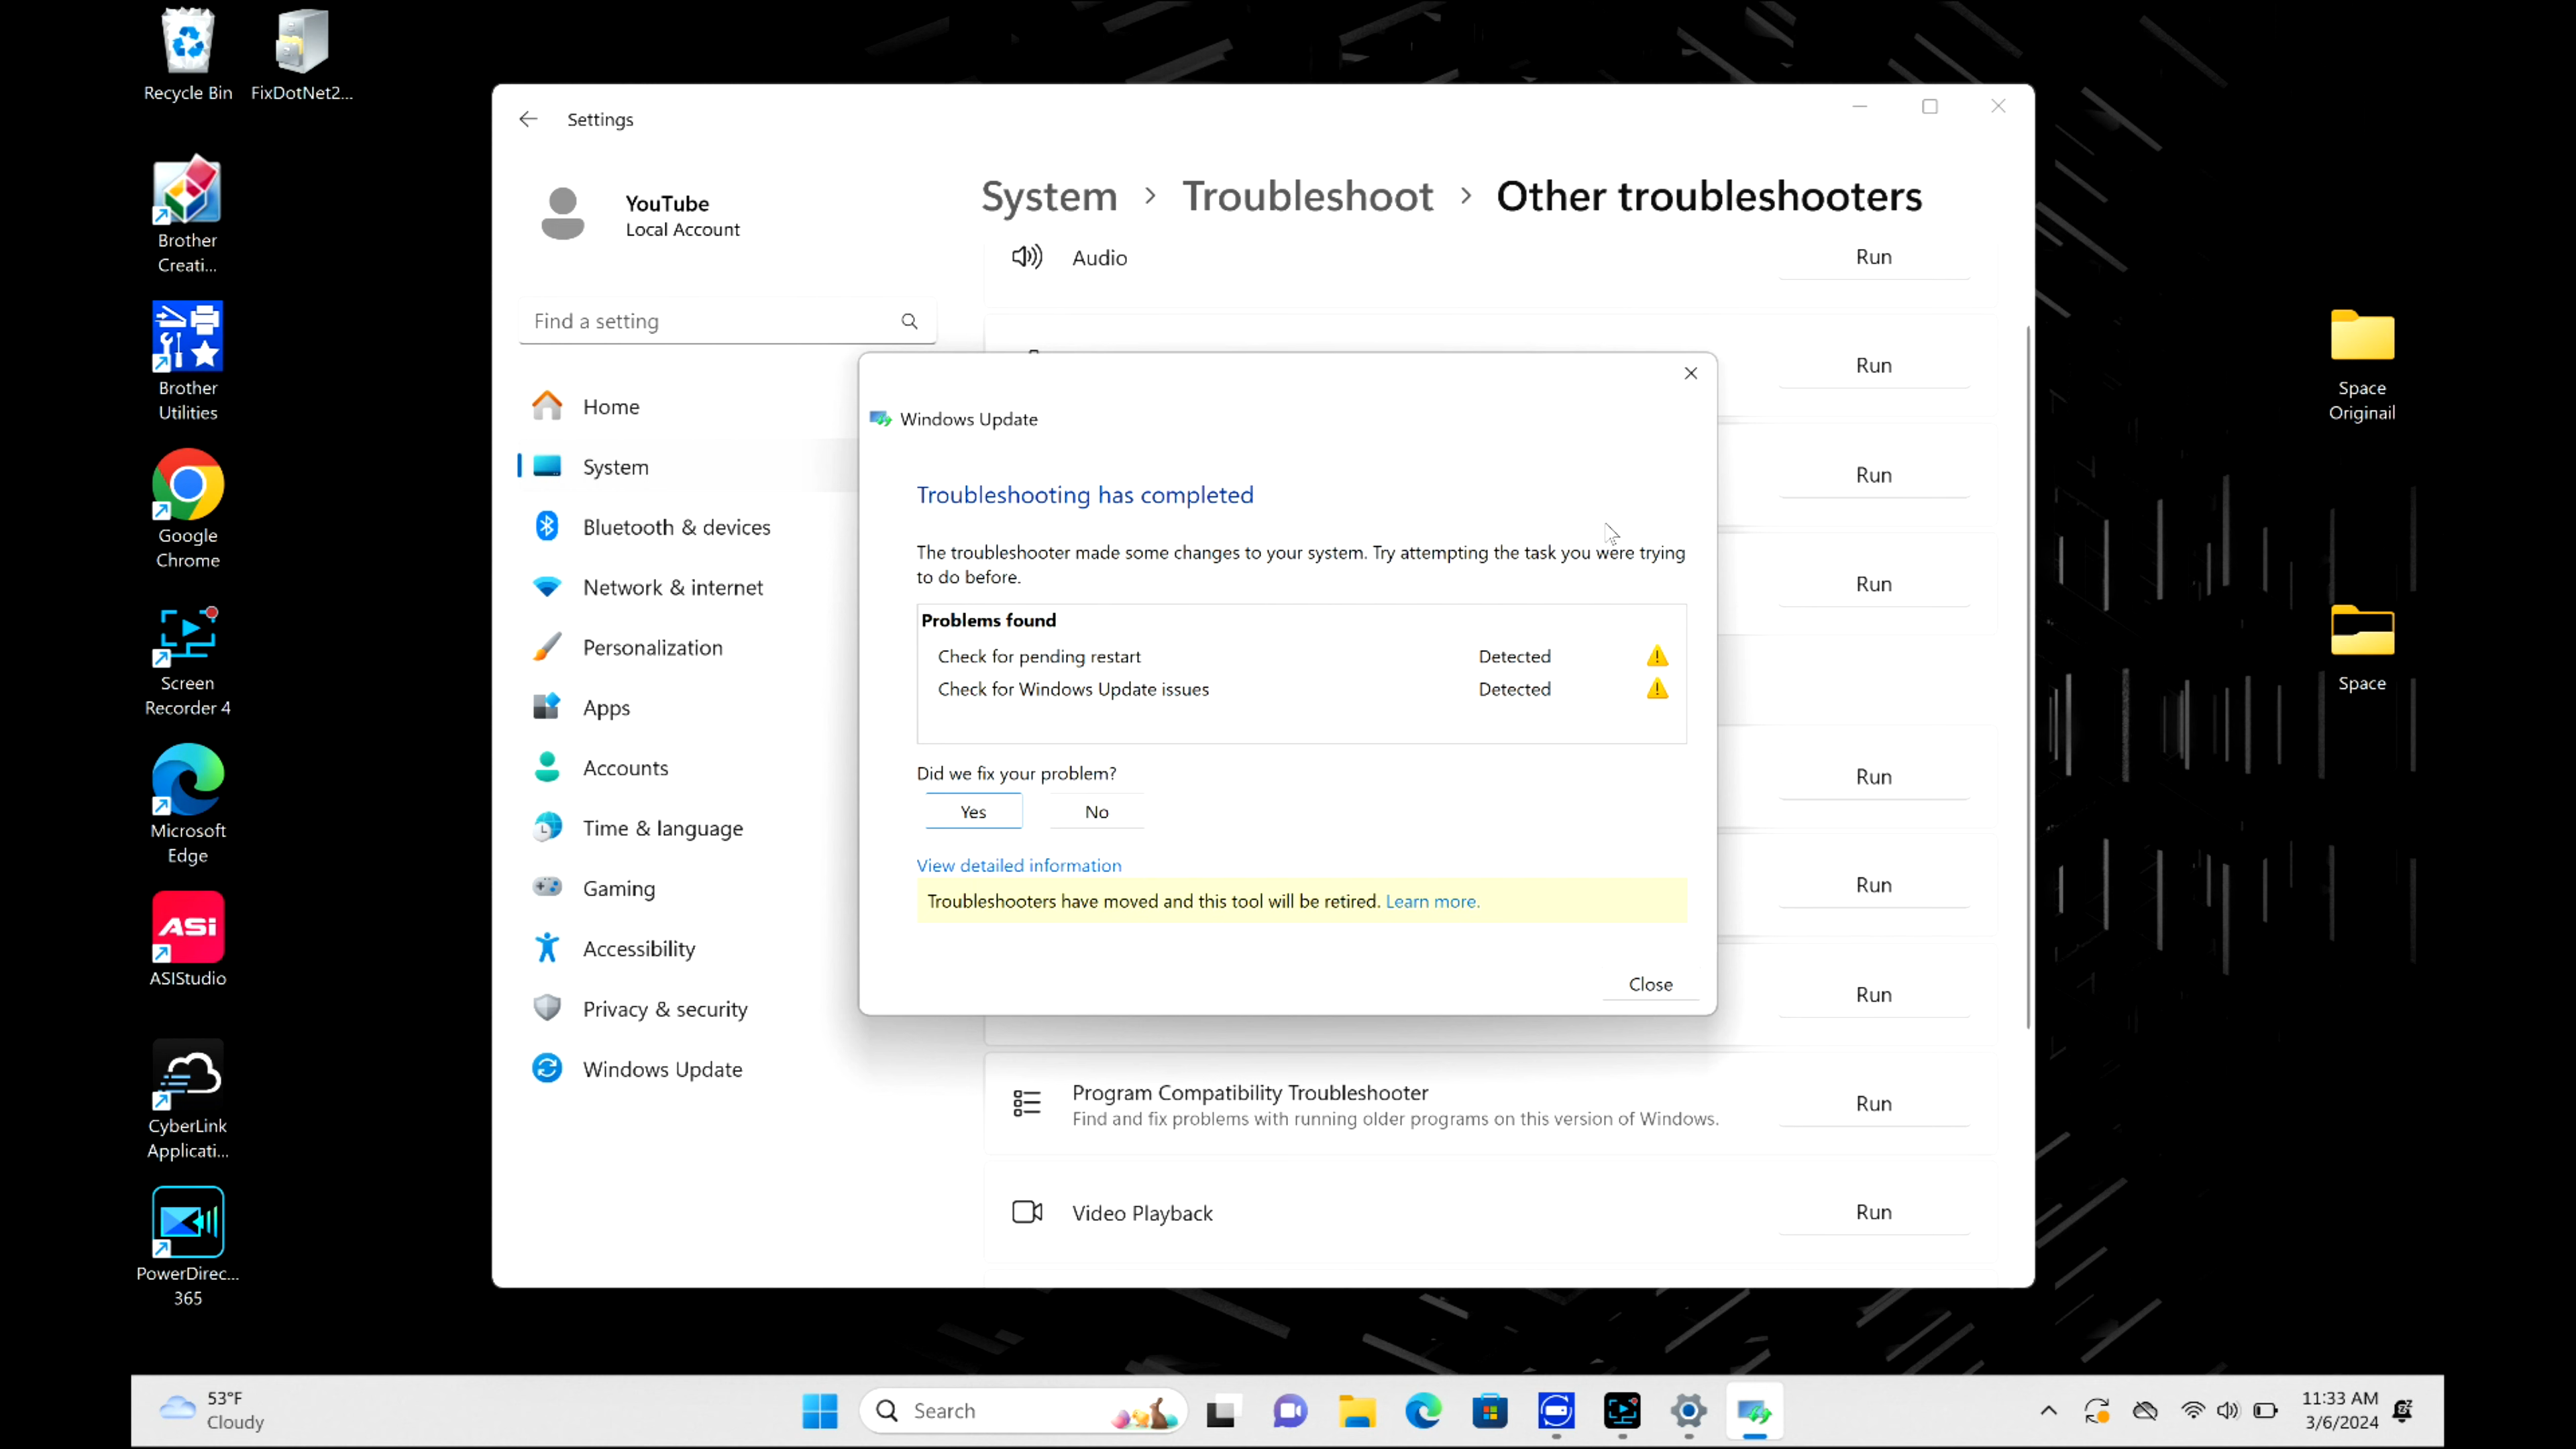 Recycle Bin
FixDotNet2...
Brother
Creati...
Brother
Utilities
Google
Chrome
Screen
Recorder 4
Microsoft
Edge
ASi
ASIStudio
CyberLink
Applicati...
PowerDirec...
365
Settings
YouTube
Local Account
Find a setting
Home
System
Bluetooth & devices
Network & internet
Personalization
Apps
Accounts
Time & language
Gaming
Accessibility
Privacy & security
Windows Update
System > Troubleshoot > Other troubleshooters
Audio
Run
Run
Run
Run
Run
Run
Run
Windows Update
Troubleshooting has completed
The troubleshooter made some changes to your system. Try attempting the task you were trying
to do before.
Problems found
Check for pending restart Detected
Check for Windows Update issues Detected
Did we fix your problem?
Yes No
View detailed information
Troubleshooters have moved and this tool will be retired. Learn more.
Close
Program Compatibility Troubleshooter
Find and fix problems with running older programs on this version of Windows.
Run
Video Playback
Run
Space
Originail
Space
53°F
Cloudy
Search
11:33 AM
3/6/2024